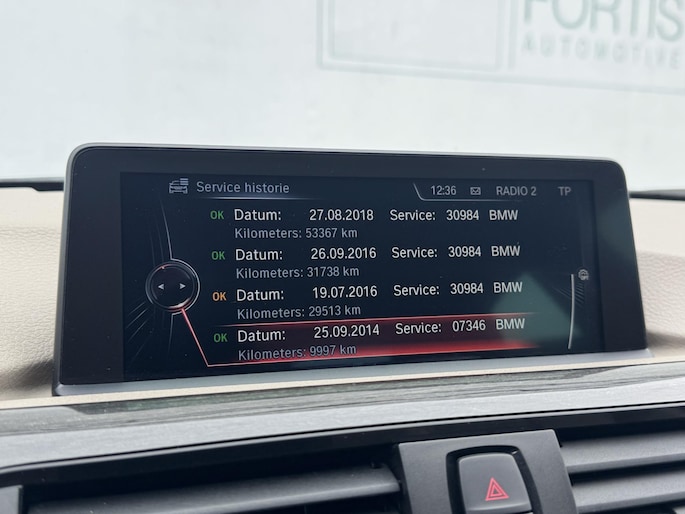 FORTIS
AUTOMOTIVE
Service historie 12:36 RADIO 2 TP
OK Datum: 27.08.2018 Service: 30984 BMW
Kilometers: 53367 km
OK Datum: 26.09.2016 Service: 30984 BMW
Kilometers: 31738 km
OK Datum: 19.07.2016 Service: 30984 BMW
Kilometers: 29513 km
OK Datum: 25.09.2014 Service: 07346 BMW
Kilometers: 9997 km